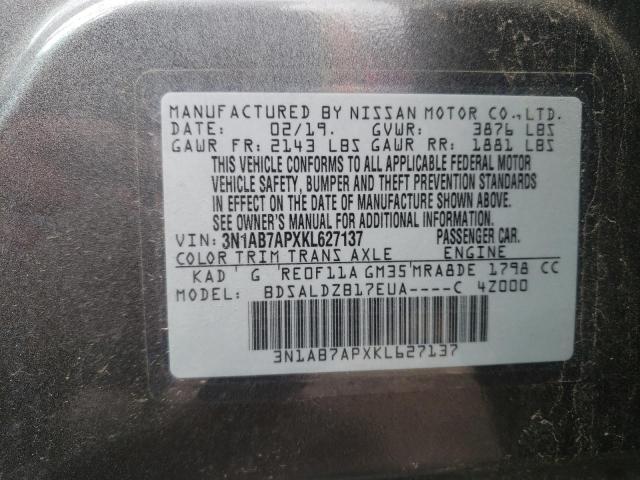 MANUFACTURED BY NISSAN MOTOR CO., LTD.
DATE: 02/19. GVWR: 3876 LBS
GAWR FR: 2143 LBS GAWR RR: 1881 LBS
THIS VEHICLE CONFORMS TO ALL APPLICABLE FEDERAL MOTOR
VEHICLE SAFETY, BUMPER AND THEFT PREVENTION STANDARDS
IN EFFECT ON THE DATE OF MANUFACTURE SHOWN ABOVE.
SEE OWNER'S MANUAL FOR ADDITIONAL INFORMATION.
VIN: 3N1AB7APXKL627137 PASSENGER CAR.
COLOR TRIM TRANS AXLE ENGINE
KAD G RE0F11A GM35 MRA8DE 1798 CC
MODEL: BDSALDZB17EUA----C 4Z000
3N1AB7APXKL627137